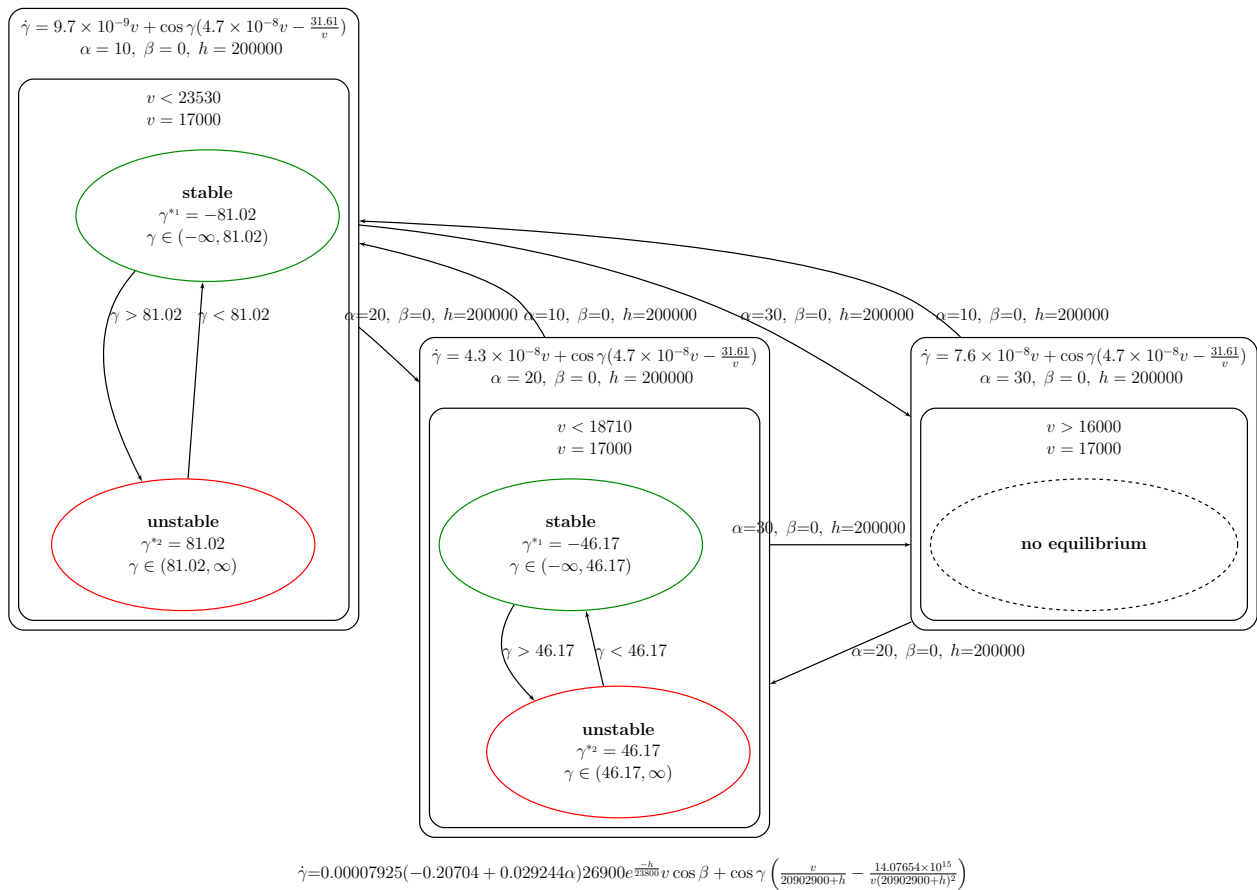 γ̇ = 9.7 × 10⁻⁹v + cos γ(4.7 × 10⁻⁸v − 31.61/v)
α = 10, β = 0, h = 200000
v < 23530
v = 17000
stable
γ*¹ = −81.02
γ ∈ (−∞, 81.02)
γ > 81.02
γ < 81.02
unstable
γ*² = 81.02
γ ∈ (81.02, ∞)
α=20, β=0, h=200000
α=10, β=0, h=200000
α=30, β=0, h=200000
α=10, β=0, h=200000
γ̇ = 4.3 × 10⁻⁸v + cos γ(4.7 × 10⁻⁸v − 31.61/v)
α = 20, β = 0, h = 200000
v < 18710
v = 17000
stable
γ*¹ = −46.17
γ ∈ (−∞, 46.17)
γ > 46.17
γ < 46.17
unstable
γ*² = 46.17
γ ∈ (46.17, ∞)
α=30, β=0, h=200000
γ̇ = 7.6 × 10⁻⁸v + cos γ(4.7 × 10⁻⁸v − 31.61/v)
α = 30, β = 0, h = 200000
v > 16000
v = 17000
no equilibrium
α=20, β=0, h=200000
γ̇=0.00007925(−0.20704 + 0.029244α)26900e^(−h/23800) v cos β + cos γ (v/(20902900+h) − 14.07654×10¹⁵/(v(20902900+h)²))